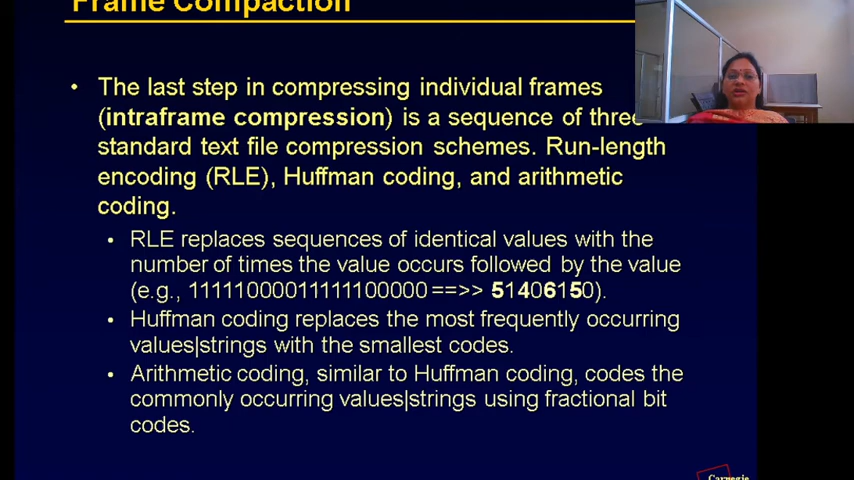 Frame Compaction
• The last step in compressing individual frames
(intraframe compression) is a sequence of three
standard text file compression schemes. Run-length
encoding (RLE), Huffman coding, and arithmetic
coding.
• RLE replaces sequences of identical values with the
number of times the value occurs followed by the value
(e.g., 11111000011111100000 ==>> 51406150).
• Huffman coding replaces the most frequently occurring
values|strings with the smallest codes.
• Arithmetic coding, similar to Huffman coding, codes the
commonly occurring values|strings using fractional bit
codes.
Carnegie